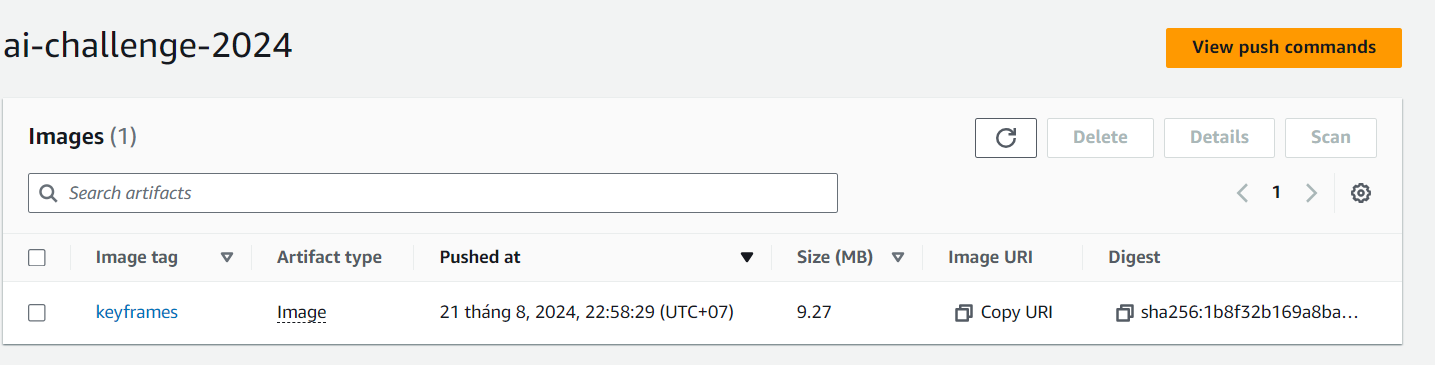 ai-challenge-2024
View push commands
Images (1)
Delete
Details
Scan
Search artifacts
1
Image tag Artifact type Pushed at Size (MB) Image URI Digest
keyframes Image 21 tháng 8, 2024, 22:58:29 (UTC+07) 9.27 Copy URI sha256:1b8f32b169a8ba...